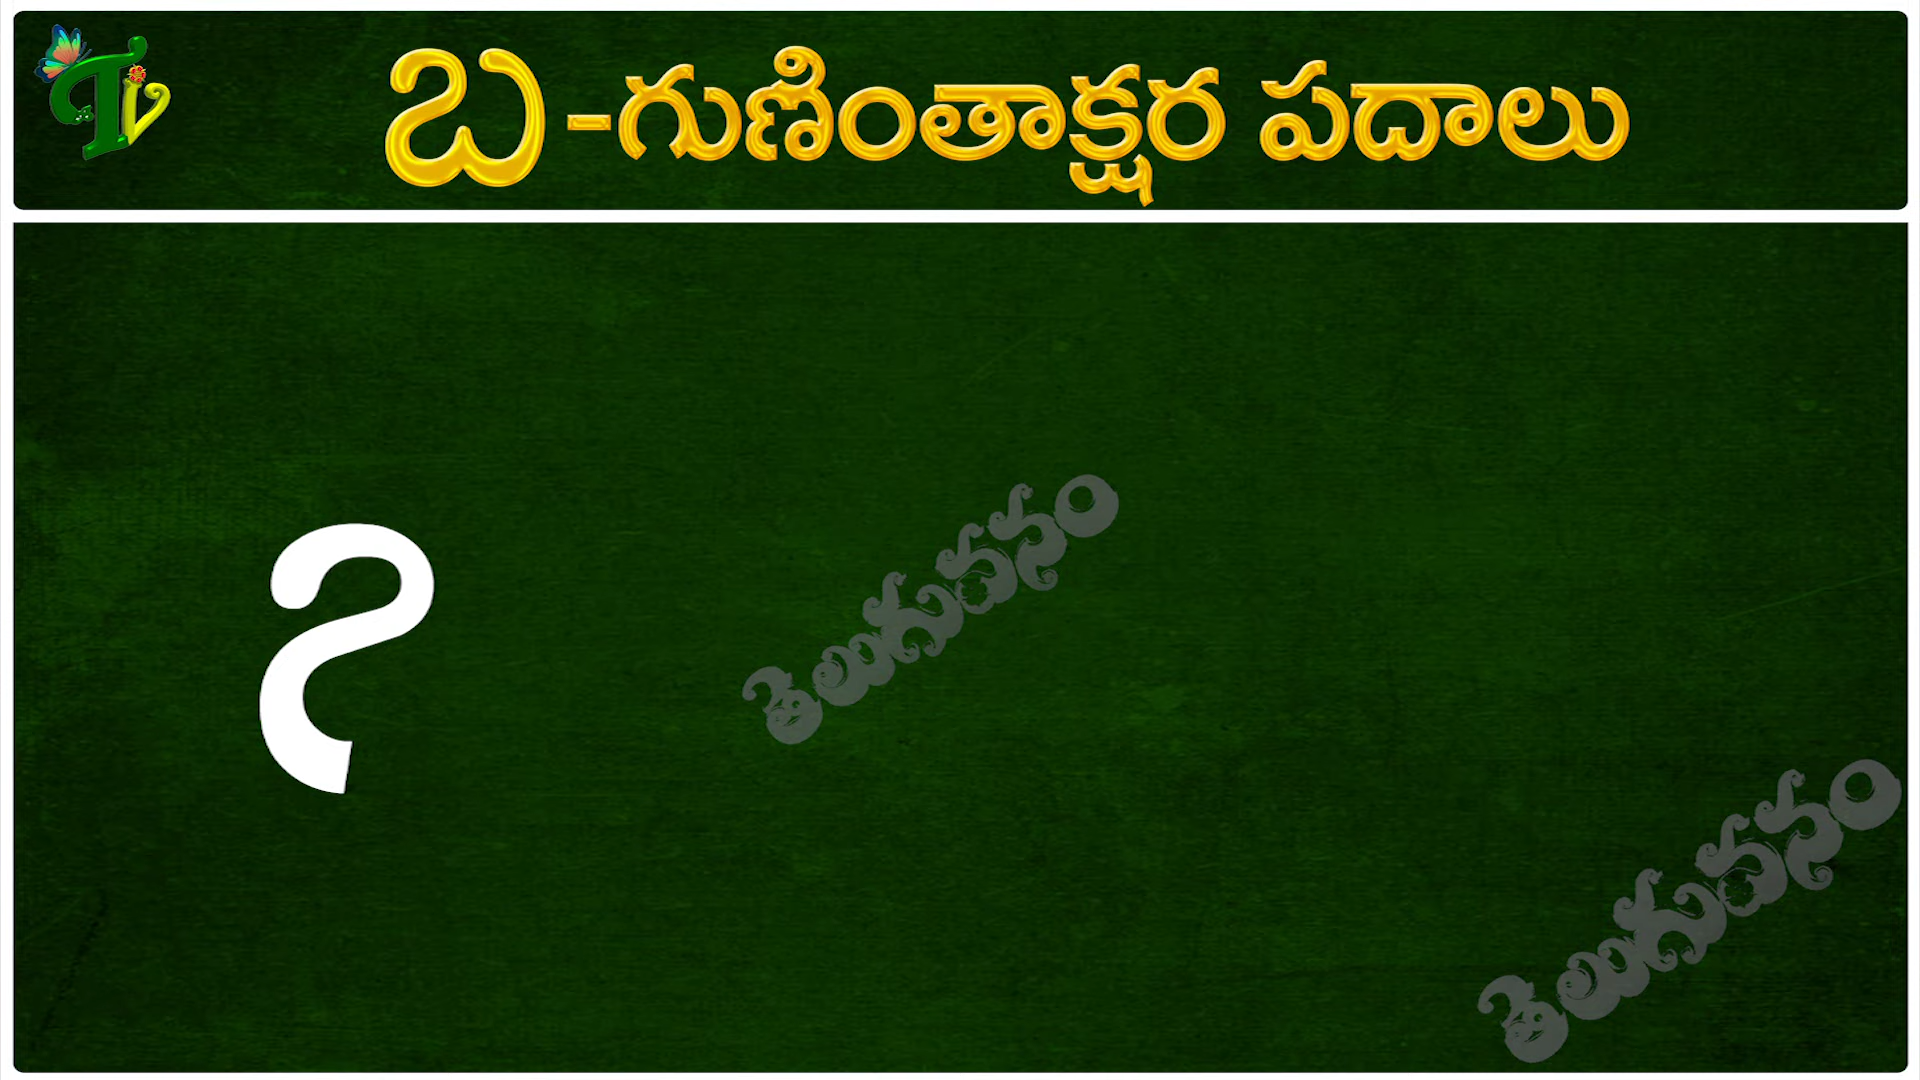 బ -గుణింతాక్షర పదాలు
తెలుగువనం
తెలుగువనం